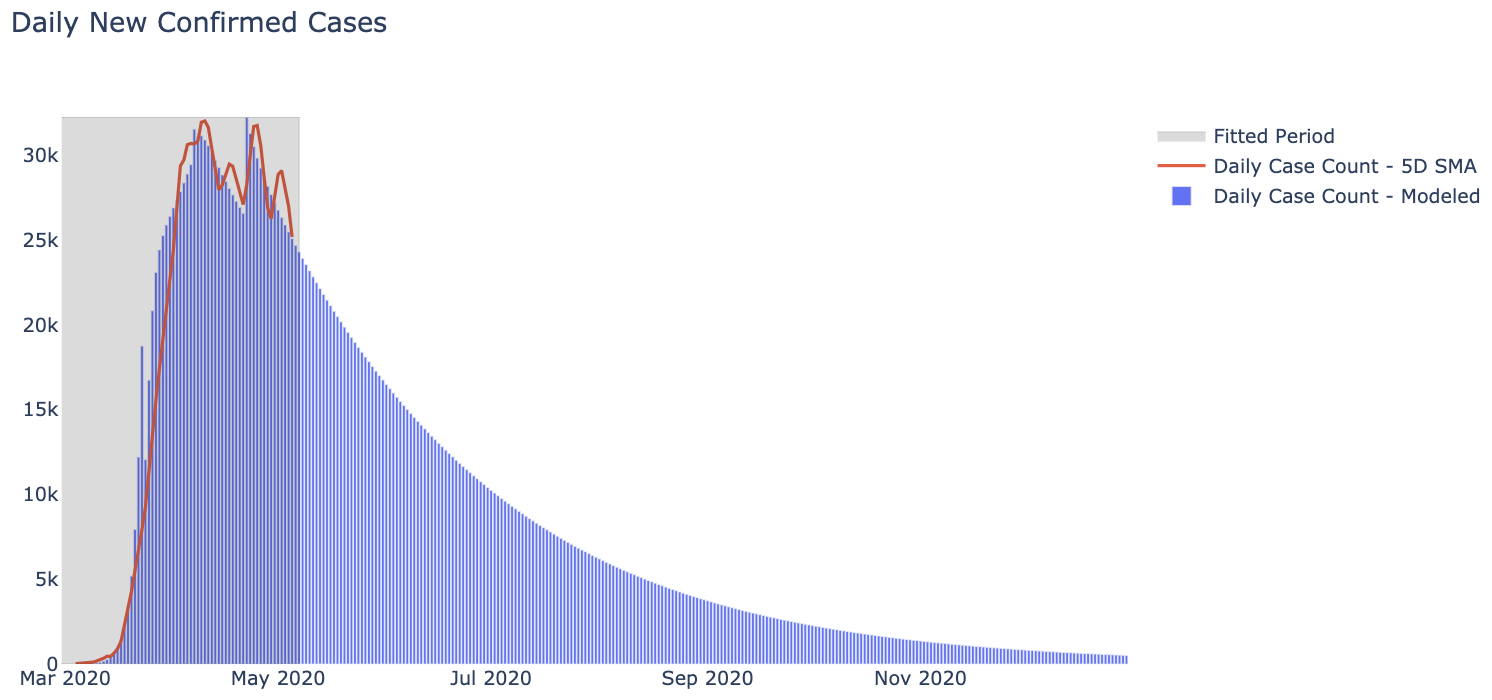 Daily New Confirmed Cases
Fitted Period
Daily Case Count - 5D SMA
Daily Case Count - Modeled
30k
25k
20k
15k
10k
5k
0
Mar 2020 May 2020 Jul 2020 Sep 2020 Nov 2020